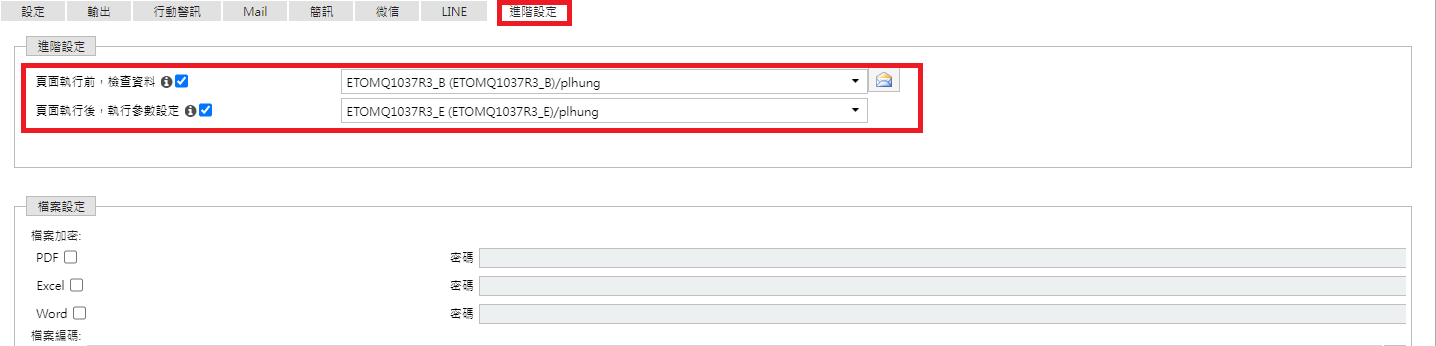 設定 輸出 行動警訊 Mail 簡訊 微信 LINE 進階設定
進階設定
頁面執行前，檢查資料 ETOMQ1037R3_B (ETOMQ1037R3_B)/plhung
頁面執行後，執行參數設定 ETOMQ1037R3_E (ETOMQ1037R3_E)/plhung
檔案設定
檔案加密:
PDF 密碼
Excel 密碼
Word 密碼
檔案編碼: